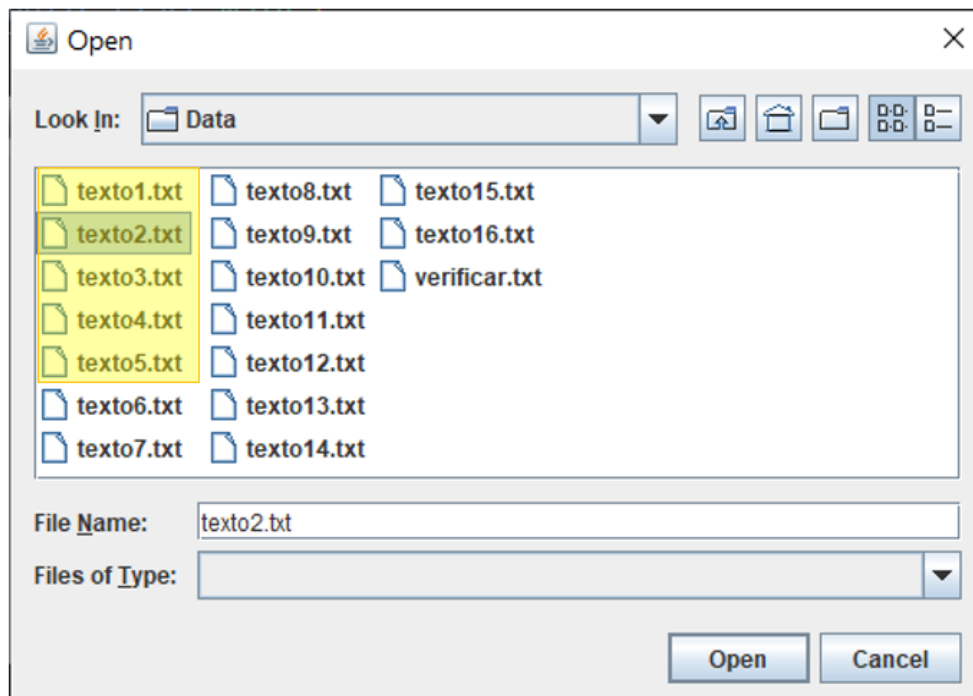 Open
Look In: Data
texto1.txt texto8.txt texto15.txt
texto2.txt texto9.txt texto16.txt
texto3.txt texto10.txt verificar.txt
texto4.txt texto11.txt
texto5.txt texto12.txt
texto6.txt texto13.txt
texto7.txt texto14.txt
File Name: texto2.txt
Files of Type:
Open Cancel